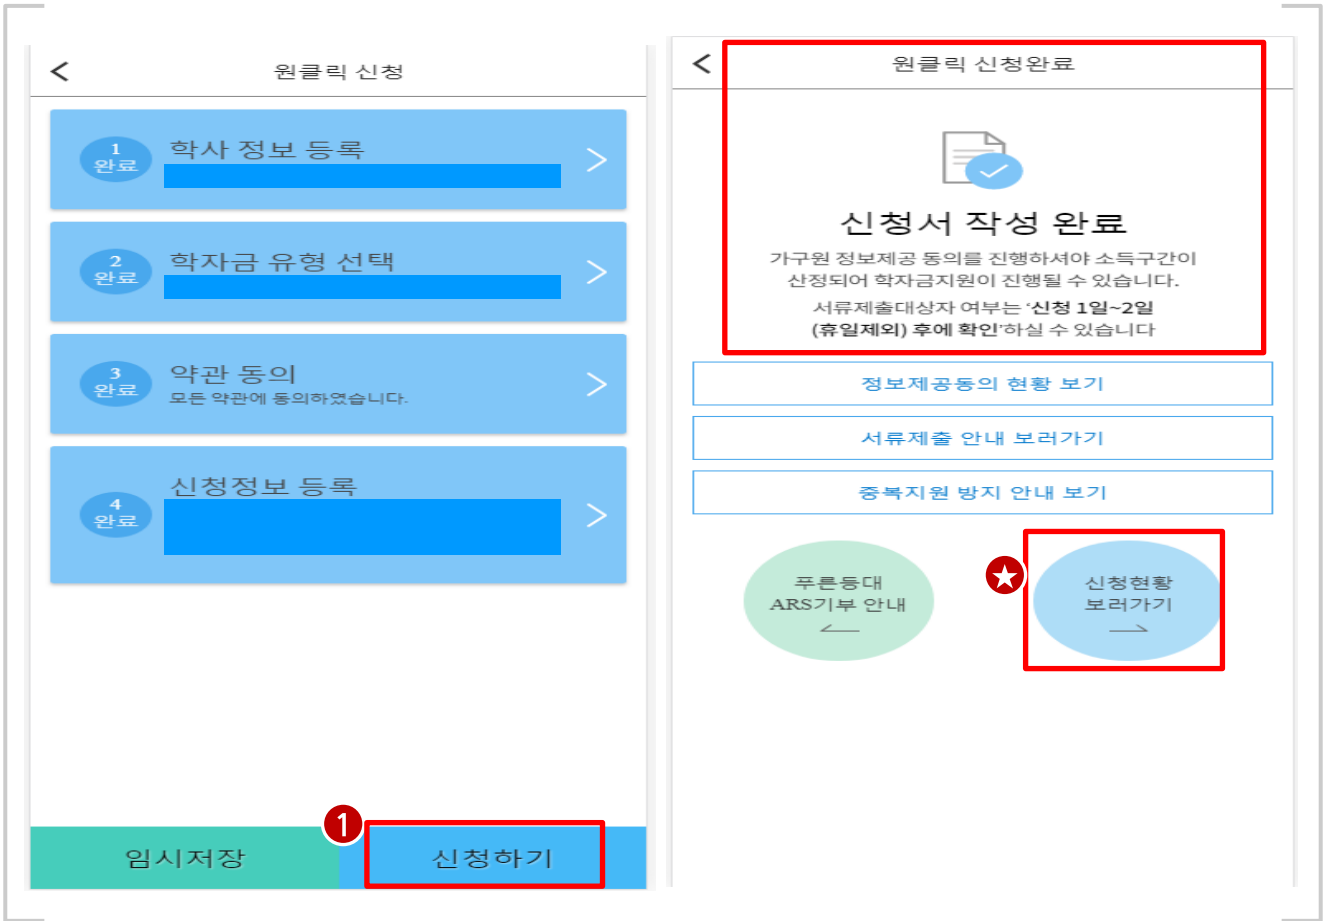 원클릭 신청
1
완료
학사 정보 등록
2
완료
학자금 유형 선택
3
완료
약관 동의
모든 약관에 동의하였습니다.
4
완료
신청정보 등록
1
임시저장
신청하기
원클릭 신청완료
신청서 작성 완료
가구원 정보제공 동의를 진행하셔야 소득구간이
산정되어 학자금지원이 진행될 수 있습니다.
서류제출대상자 여부는 '신청 1일~2일
(휴일제외) 후에 확인'하실 수 있습니다
정보제공동의 현황 보기
서류제출 안내 보러가기
중복지원 방지 안내 보기
푸른등대
ARS기부 안내
신청현황
보러가기